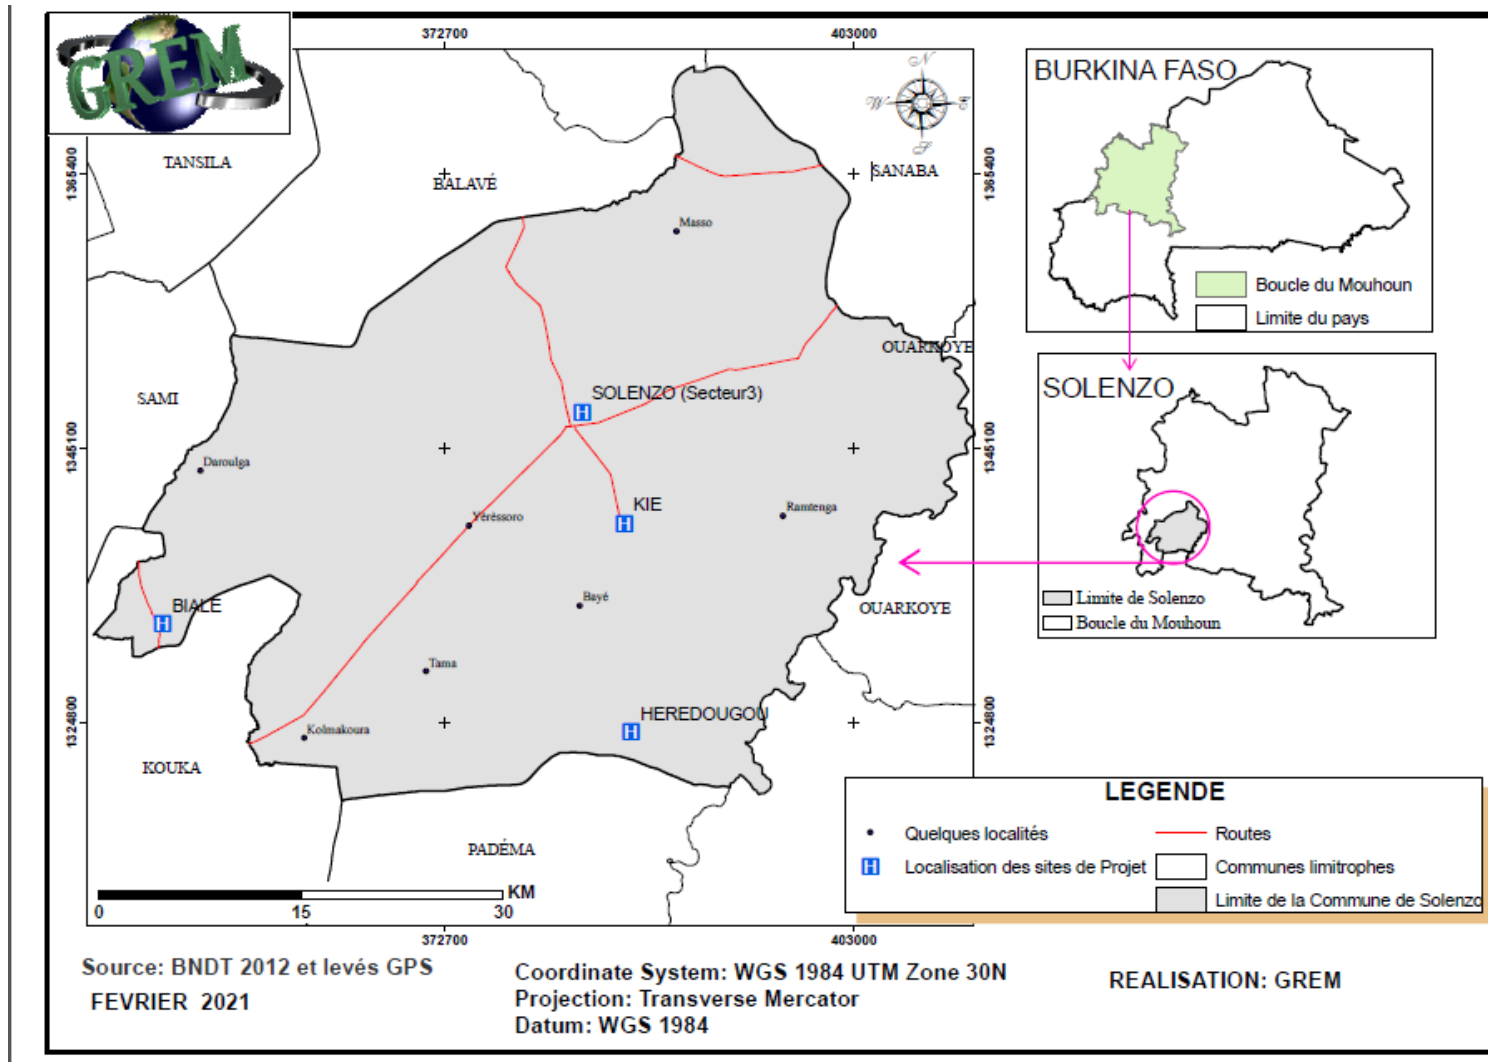 GREM
372700
403000
N
W
E
S
1365400
1365400
TANSILA
BALAVÉ
SANABA
Masso
OUARKOYE
SAMI
SOLENZO (Secteur3)
1345100
1345100
Daroulga
Yèrèssoro
KIE
Ramtenga
BIALE
Bayé
OUARKOYE
Tama
1324800
1324800
HEREDOUGOU
Kolmakoura
KOUKA
PADÉMA
KM
0
15
30
372700
403000
BURKINA FASO
Boucle du Mouhoun
Limite du pays
SOLENZO
Limite de Solenzo
Boucle du Mouhoun
LEGENDE
Quelques localités
Routes
Localisation des sites de Projet
Communes limitrophes
Limite de la Commune de Solenzo
Source: BNDT 2012 et levés GPS
FEVRIER 2021
Coordinate System: WGS 1984 UTM Zone 30N
Projection: Transverse Mercator
Datum: WGS 1984
REALISATION: GREM